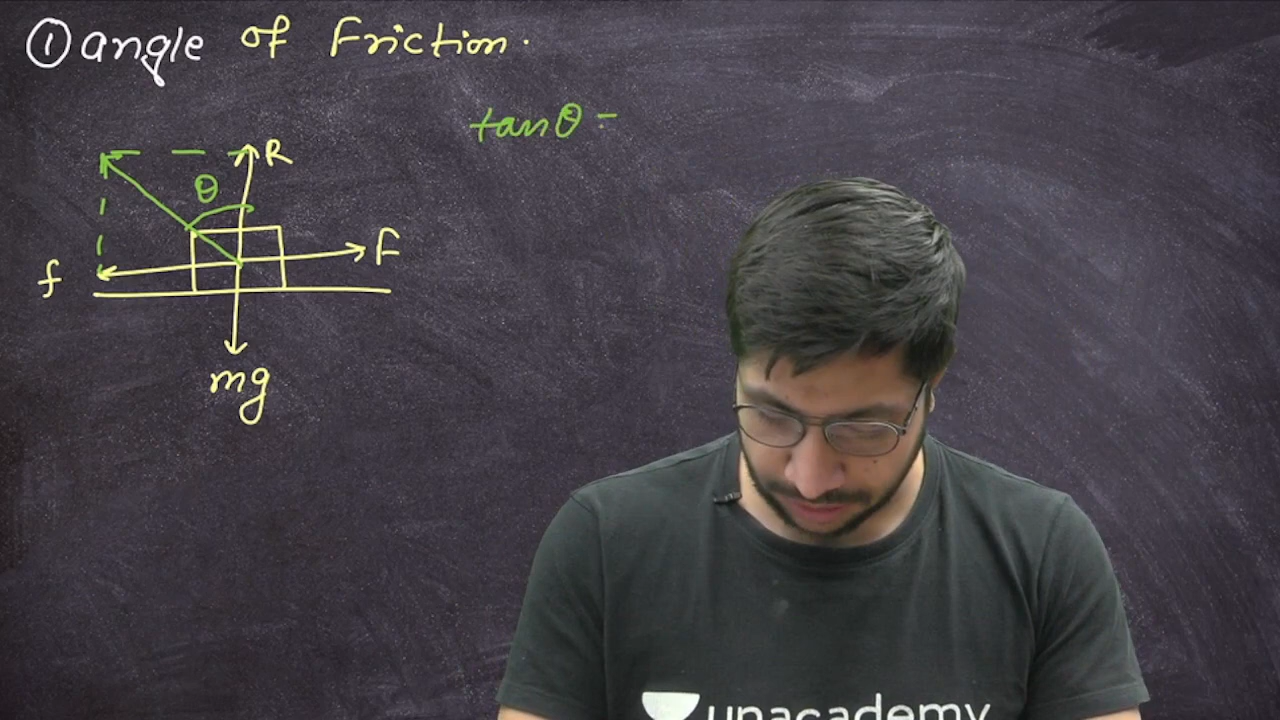 ① angle of Friction.
tanθ =
R
θ
F
f
mg
unacademy